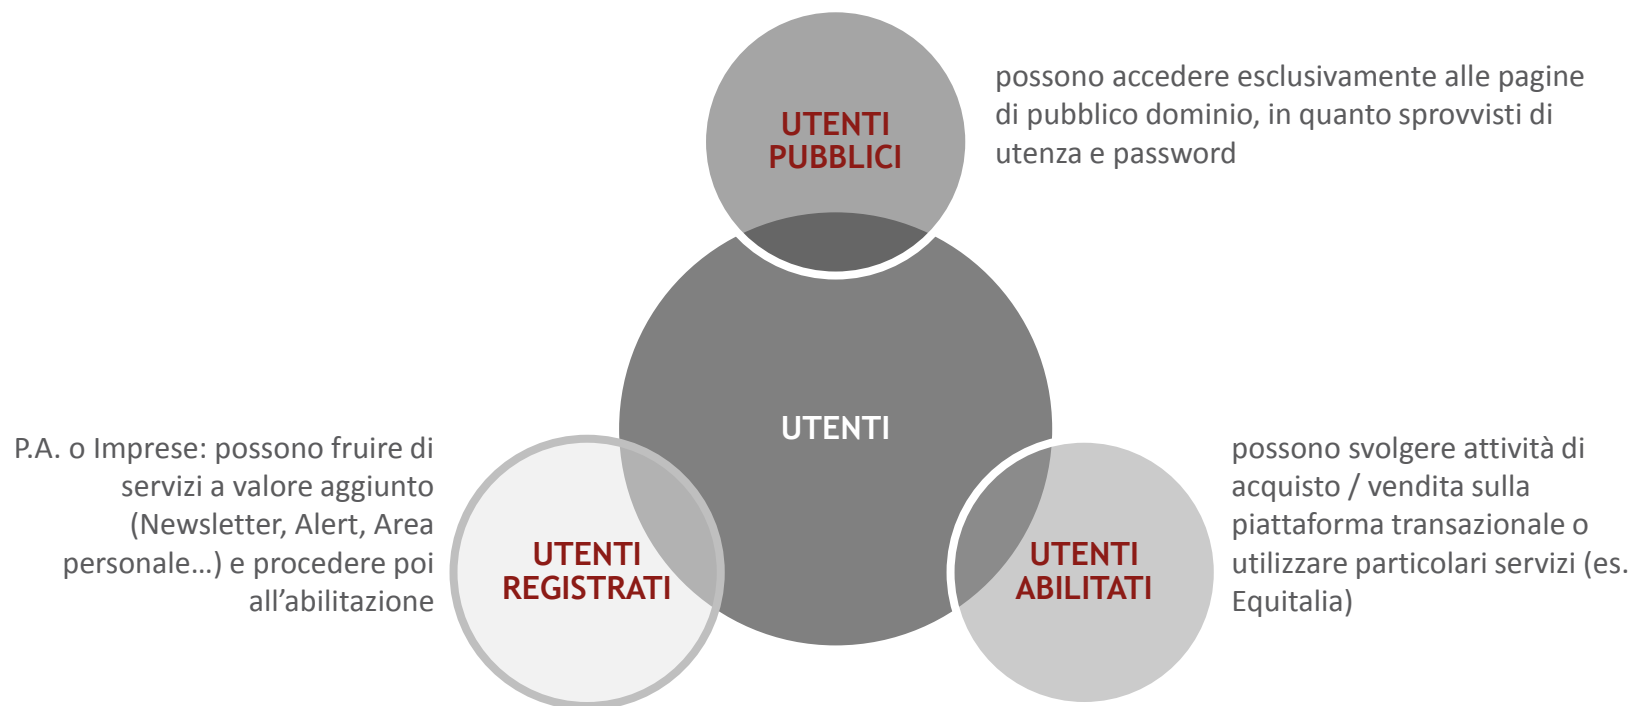 UTENTI
PUBBLICI
possono accedere esclusivamente alle pagine
di pubblico dominio, in quanto sprovvisti di
utenza e password
UTENTI
P.A. o Imprese: possono fruire di
servizi a valore aggiunto
(Newsletter, Alert, Area
personale…) e procedere poi
all’abilitazione
UTENTI
REGISTRATI
UTENTI
ABILITATI
possono svolgere attività di
acquisto / vendita sulla
piattaforma transazionale o
utilizzare particolari servizi (es.
Equitalia)